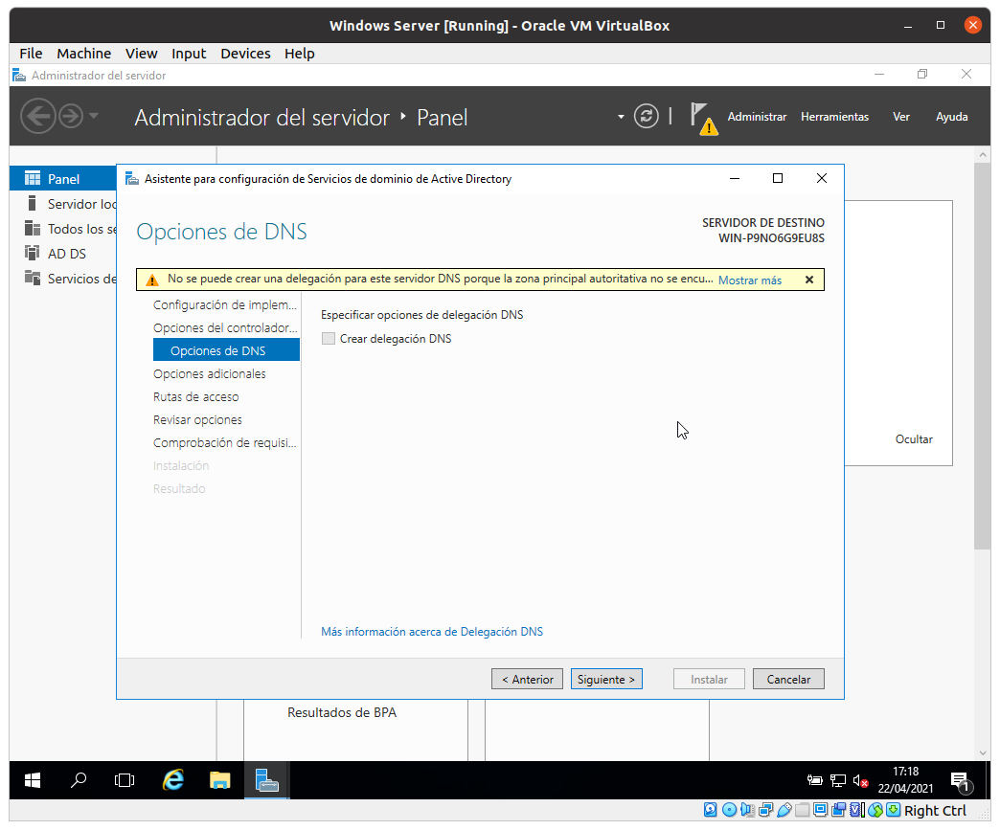 Windows Server [Running] - Oracle VM VirtualBox
File Machine View Input Devices Help
Administrador del servidor
Administrador del servidor ‣ Panel
Administrar Herramientas Ver Ayuda
Panel
Servidor loc
Todos los se
AD DS
Servicios de
Asistente para configuración de Servicios de dominio de Active Directory
Opciones de DNS
SERVIDOR DE DESTINO
WIN-P9NO6G9EU8S
No se puede crear una delegación para este servidor DNS porque la zona principal autoritativa no se encu... Mostrar más
Configuración de implem...
Opciones del controlador...
Opciones de DNS
Opciones adicionales
Rutas de acceso
Revisar opciones
Comprobación de requisi...
Instalación
Resultado
Especificar opciones de delegación DNS
Crear delegación DNS
Más información acerca de Delegación DNS
< Anterior Siguiente > Instalar Cancelar
Ocultar
Resultados de BPA
17:18
22/04/2021
1
Right Ctrl